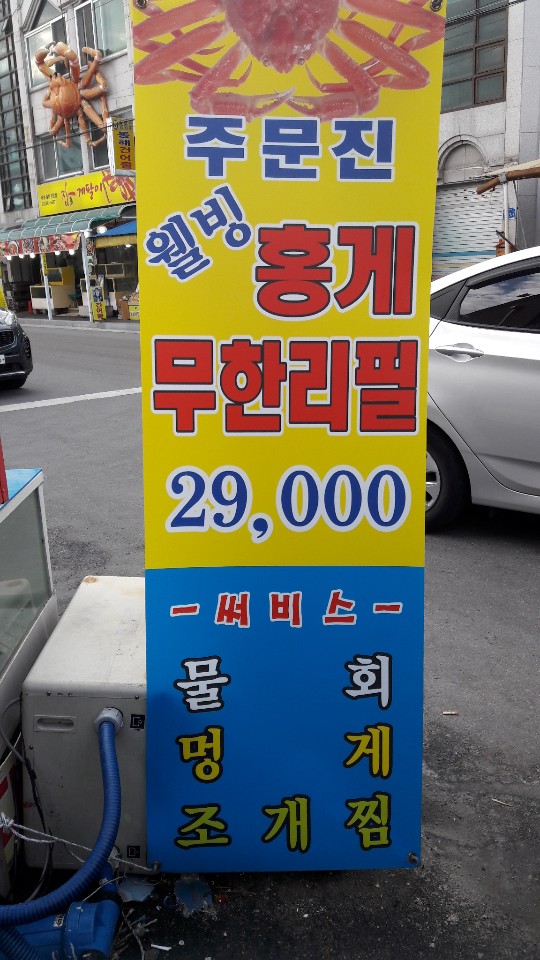 주문진
웰빙
홍게
무한리필
29,000
-써비스-
물회
멍게
조개찜